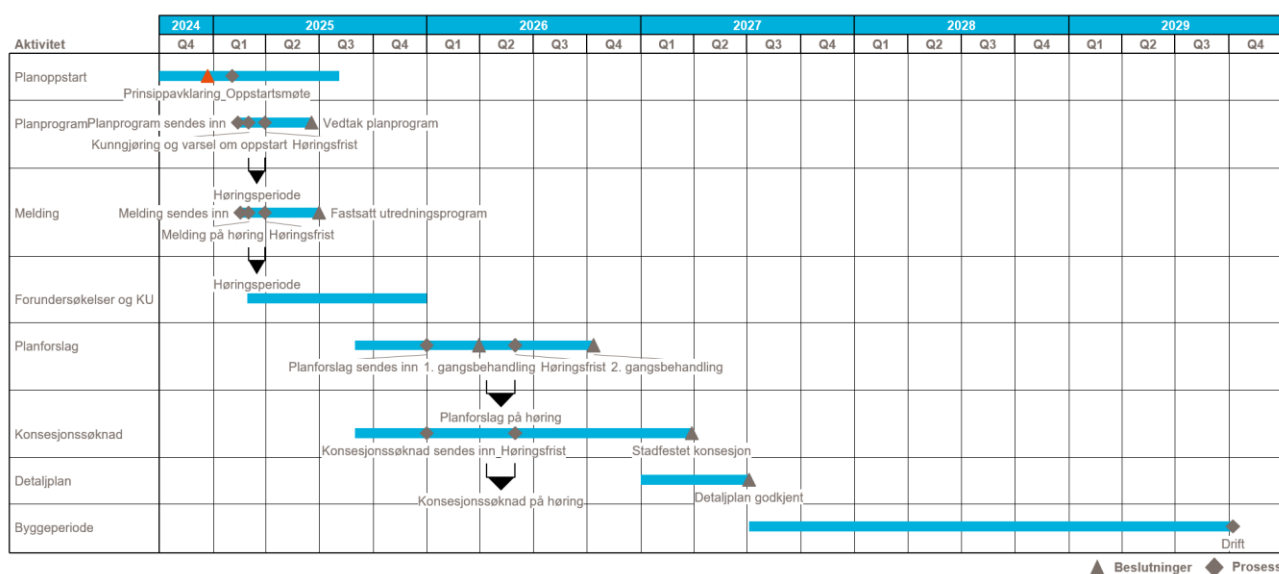 2024 2025 2026 2027 2028 2029
Aktivitet Q4 Q1 Q2 Q3 Q4 Q1 Q2 Q3 Q4 Q1 Q2 Q3 Q4 Q1 Q2 Q3 Q4 Q1 Q2 Q3 Q4
Planoppstart
Prinsippavklaring Oppstartsmøte
Planprogram Planprogram sendes inn Vedtak planprogram
Kunngjøring og varsel om oppstart Høringsfrist
Høringsperiode
Melding Melding sendes inn Fastsatt utredningsprogram
Melding på høring Høringsfrist
Høringsperiode
Forundersøkelser og KU
Planforslag
Planforslag sendes inn 1. gangsbehandling Høringsfrist 2. gangsbehandling
Planforslag på høring
Konsesjonssøknad
Konsesjonssøknad sendes inn Høringsfrist Stadfestet konsesjon
Detaljplan
Detaljplan godkjent
Konsesjonssøknad på høring
Byggeperiode
Drift
Beslutninger Prosess